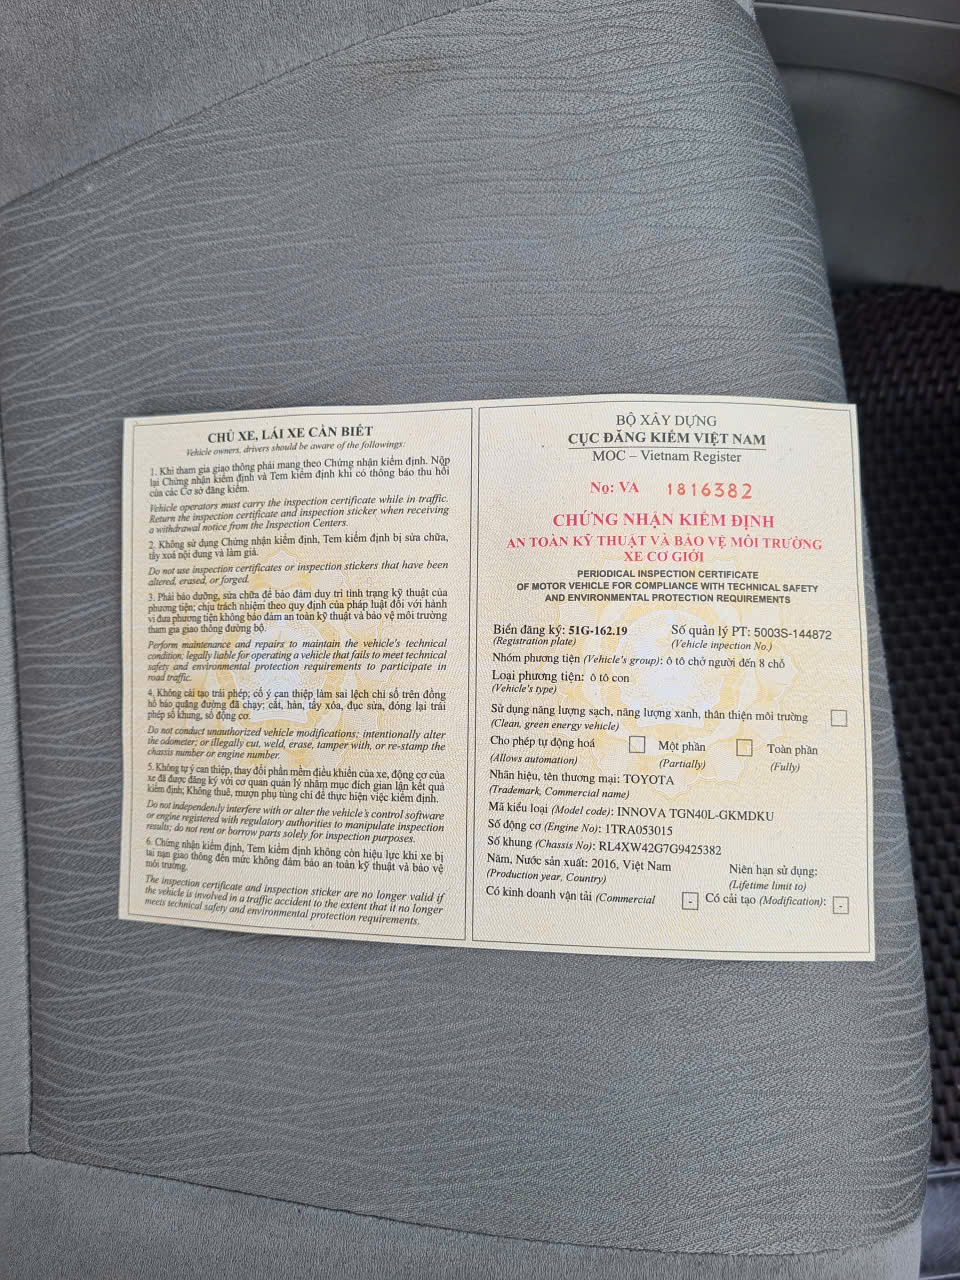 CHỦ XE, LÁI XE CẦN BIẾT
Vehicle owners, drivers should be aware of the followings:
1. Khi tham gia giao thông phải mang theo Chứng nhận kiểm định. Nộp
lại Chứng nhận kiểm định và Tem kiểm định khi có thông báo thu hồi
của các Cơ sở đăng kiểm.
Vehicle operators must carry the inspection certificate while in traffic.
Return the inspection certificate and inspection sticker when receiving
a withdrawal notice from the Inspection Centers.
2. Không sử dụng Chứng nhận kiểm định, Tem kiểm định bị sửa chữa,
tẩy xoá nội dung và làm giả.
Do not use inspection certificates or inspection stickers that have been
altered, erased, or forged.
3. Phải bảo dưỡng, sửa chữa để bảo đảm duy trì tình trạng kỹ thuật của
phương tiện; chịu trách nhiệm theo quy định của pháp luật đối với hành
vi đưa phương tiện không bảo đảm an toàn kỹ thuật và bảo vệ môi trường
tham gia giao thông đường bộ.
Perform maintenance and repairs to maintain the vehicle's technical
condition; legally liable for operating a vehicle that fails to meet technical
safety and environmental protection requirements to participate in
road traffic.
4. Không cải tạo trái phép; cố ý can thiệp làm sai lệch chỉ số trên đồng
hồ báo quãng đường đã chạy; cắt, hàn, tẩy xóa, đục sửa, đóng lại trái
phép số khung, số động cơ.
Do not conduct unauthorized vehicle modifications; intentionally alter
the odometer; or illegally cut, weld, erase, tamper with, or re-stamp the
chassis number or engine number.
5. Không tự ý can thiệp, thay đổi phần mềm điều khiển của xe, động cơ của
xe đã được đăng ký với cơ quan quản lý nhằm mục đích gian lận kết quả
kiểm định; Không thuê, mượn phụ tùng chỉ để thực hiện việc kiểm định.
Do not independently interfere with or alter the vehicle's control software
or engine registered with regulatory authorities to manipulate inspection
results; do not rent or borrow parts solely for inspection purposes.
6. Chứng nhận kiểm định, Tem kiểm định không còn hiệu lực khi xe bị
tai nạn giao thông đến mức không đảm bảo an toàn kỹ thuật và bảo vệ
môi trường.
The inspection certificate and inspection sticker are no longer valid if
the vehicle is involved in a traffic accident to the extent that it no longer
meets technical safety and environmental protection requirements.
BỘ XÂY DỰNG
CỤC ĐĂNG KIỂM VIỆT NAM
MOC – Vietnam Register
No: VA 1816382
CHỨNG NHẬN KIỂM ĐỊNH
AN TOÀN KỸ THUẬT VÀ BẢO VỆ MÔI TRƯỜNG
XE CƠ GIỚI
PERIODICAL INSPECTION CERTIFICATE
OF MOTOR VEHICLE FOR COMPLIANCE WITH TECHNICAL SAFETY
AND ENVIRONMENTAL PROTECTION REQUIREMENTS
Biển đăng ký: 51G-162.19 Số quản lý PT: 5003S-144872
(Registration plate) (Vehicle inpection No.)
Nhóm phương tiện (Vehicle's group): ô tô chở người đến 8 chỗ
Loại phương tiện: ô tô con
(Vehicle's type)
Sử dụng năng lượng sạch, năng lượng xanh, thân thiện môi trường
(Clean, green energy vehicle)
Cho phép tự động hoá Một phần Toàn phần
(Allows automation) (Partially) (Fully)
Nhãn hiệu, tên thương mại: TOYOTA
(Trademark, Commercial name)
Mã kiểu loại (Model code): INNOVA TGN40L-GKMDKU
Số động cơ (Engine No): 1TRA053015
Số khung (Chassis No): RL4XW42G7G9425382
Năm, Nước sản xuất: 2016, Việt Nam Niên hạn sử dụng:
(Production year, Country) (Lifetime limit to)
Có kinh doanh vận tải (Commercial - Có cải tạo (Modification): -